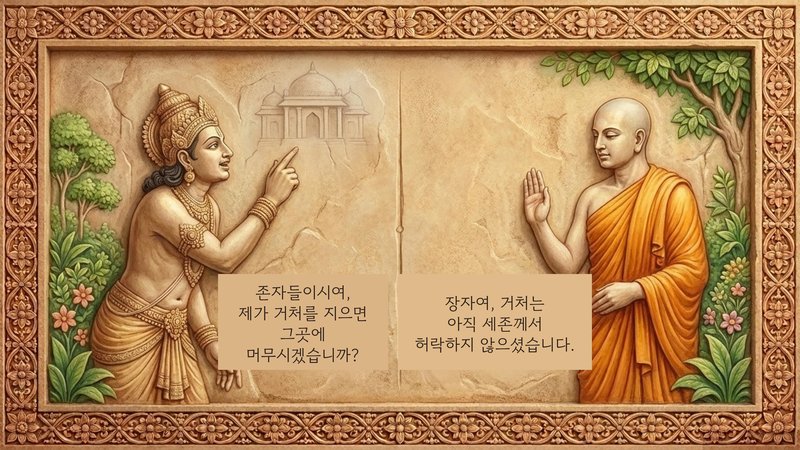 존자들이시여,
제가 거처를 지으면
그곳에
머무시겠습니까?
장자여, 거처는
아직 세존께서
허락하지 않으셨습니다.